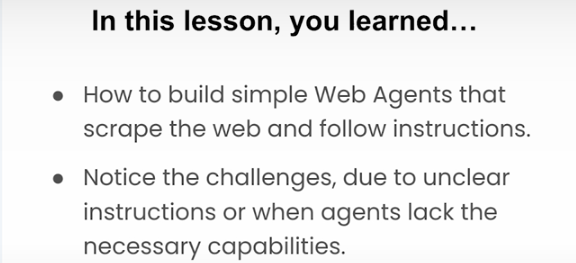 In this lesson, you learned...
● How to build simple Web Agents that
scrape the web and follow instructions.
● Notice the challenges, due to unclear
instructions or when agents lack the
necessary capabilities.